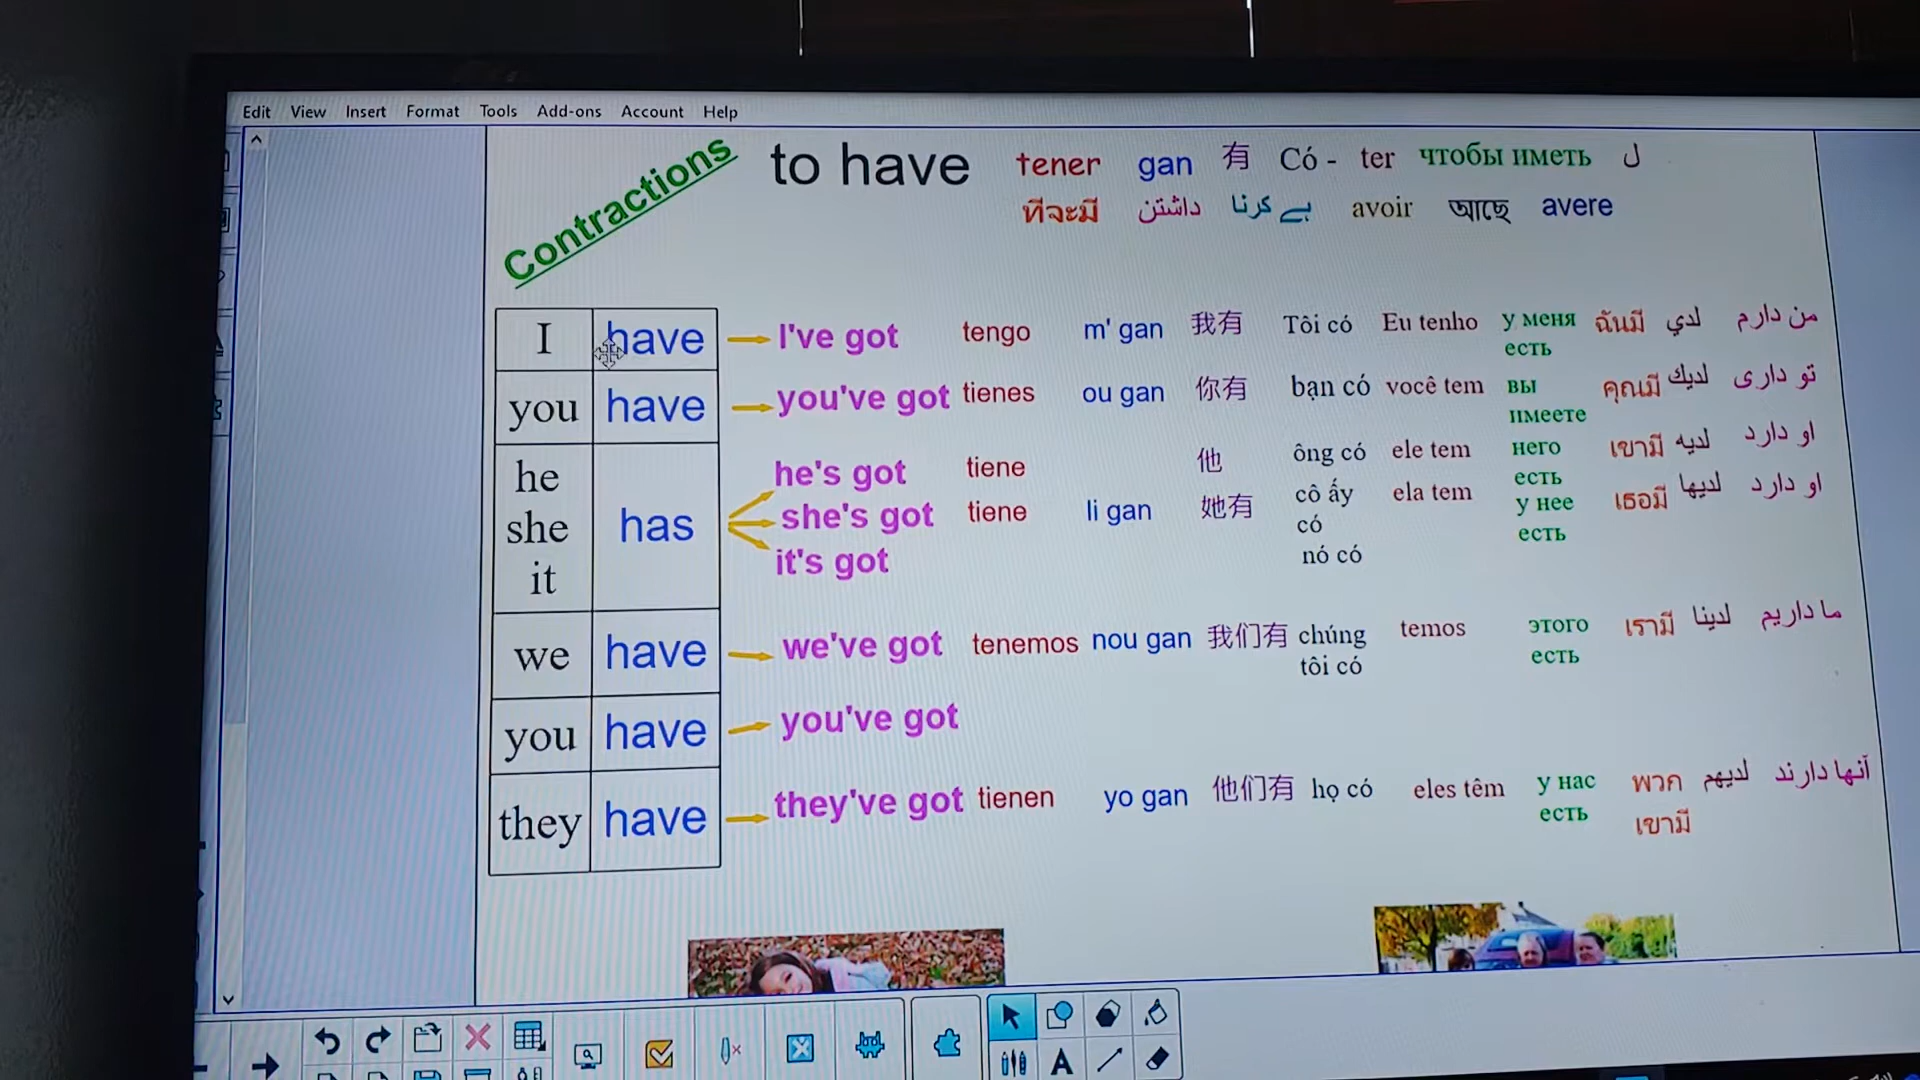 Edit View Insert Format Tools Add-ons Account Help
Contractions
to have tener gan 有 Có - ter чтобы иметь ل
ที่จะมี داشتن ہے کرنا avoir আছে avere
I have I've got tengo m' gan 我有 Tôi có Eu tenho у меня есть ฉันมี لدي من دارم
you have you've got tienes ou gan 你有 bạn có você tem вы имеете คุณมี لديك تو داری
he he's got tiene 他 ông có ele tem него есть เขามี لديه او دارد
she has she's got tiene li gan 她有 cô ấy có ela tem у нее есть เธอมี لديها او دارد
it it's got nó có
we have we've got tenemos nou gan 我们有 chúng tôi có temos этого есть เรามี لدينا ما داریم
you have you've got
they have they've got tienen yo gan 他们有 họ có eles têm у нас есть พวกเขามี لديهم آنها دارند
A